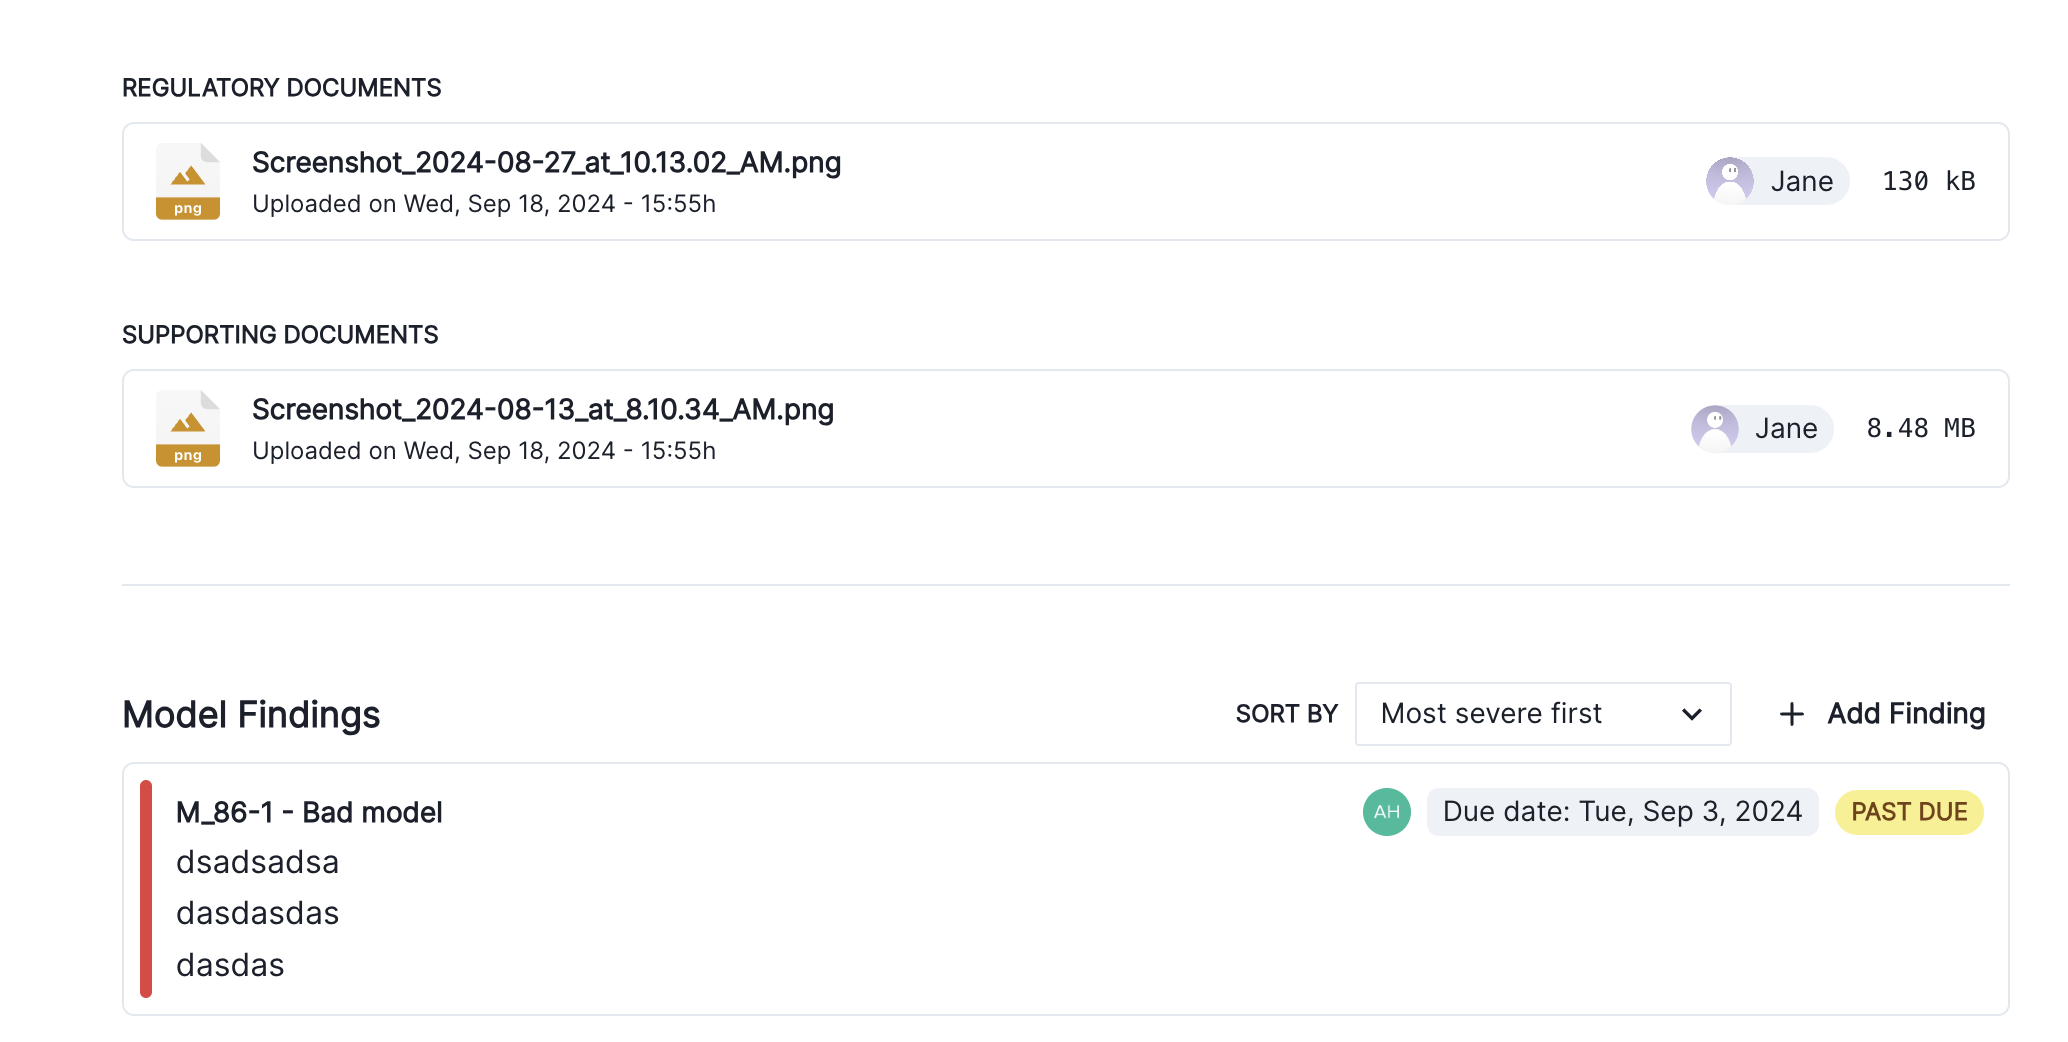 REGULATORY DOCUMENTS
png
Screenshot_2024-08-27_at_10.13.02_AM.png
Uploaded on Wed, Sep 18, 2024 - 15:55h
Jane
130 kB
SUPPORTING DOCUMENTS
png
Screenshot_2024-08-13_at_8.10.34_AM.png
Uploaded on Wed, Sep 18, 2024 - 15:55h
Jane
8.48 MB
Model Findings
SORT BY
Most severe first
Add Finding
M_86-1 - Bad model
AH
Due date: Tue, Sep 3, 2024
PAST DUE
dsadsadsa
dasdasdas
dasdas